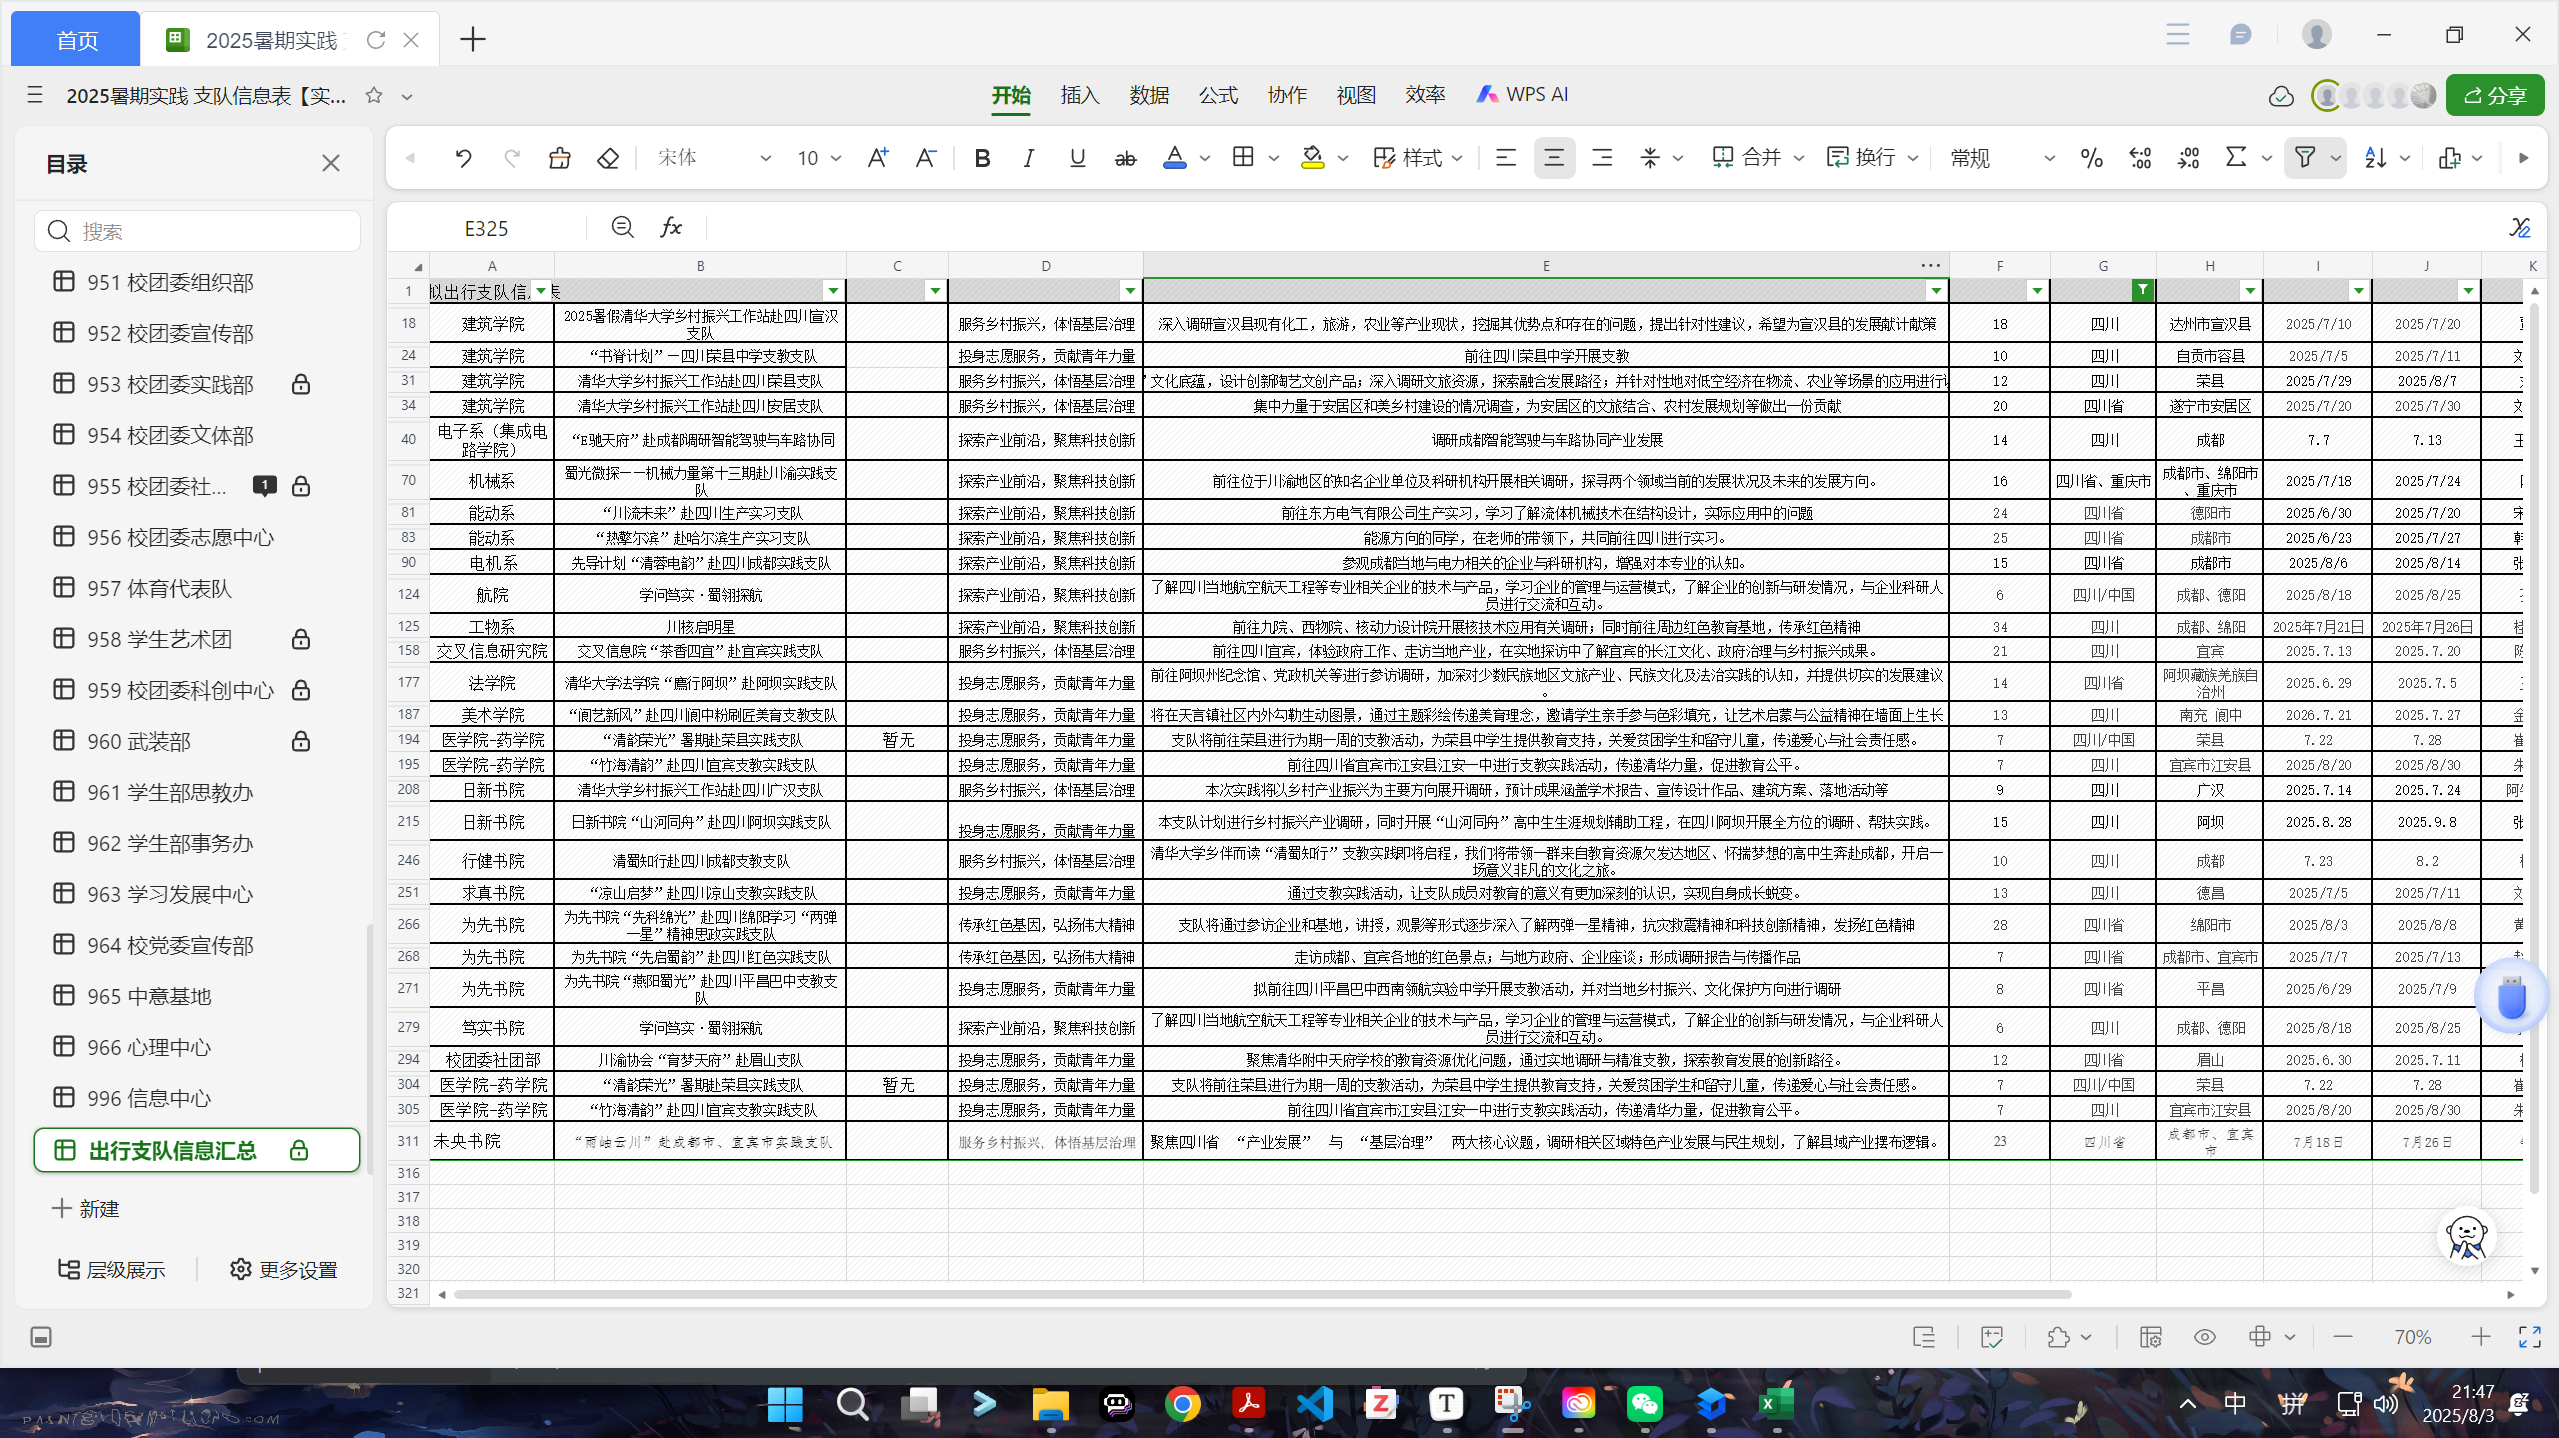 首页
2025暑期实践
2025暑期实践 支队信息表【实...
开始 插入 数据 公式 协作 视图 效率 WPS AI
分享
目录
搜索
951 校团委组织部
952 校团委宣传部
953 校团委实践部
954 校团委文体部
955 校团委社... 1
956 校团委志愿中心
957 体育代表队
958 学生艺术团
959 校团委科创中心
960 武装部
961 学生部思教办
962 学生部事务办
963 学习发展中心
964 校党委宣传部
965 中意基地
966 心理中心
996 信息中心
出行支队信息汇总
新建
层级展示 更多设置
宋体 10 样式 合并 换行 常规
E325
A B C D E F G H I J K
1 拟出行支队信息表
18 建筑学院 2025暑假清华大学乡村振兴工作站赴四川宣汉支队 服务乡村振兴，体悟基层治理 深入调研宣汉县现有化工，旅游，农业等产业现状，挖掘其优势点和存在的问题，提出针对性建议，希望为宣汉县的发展献计献策 18 四川 达州市宣汉县 2025/7/10 2025/7/20
24 建筑学院 “书脊计划”—四川荣县中学支教支队 投身志愿服务，贡献青年力量 前往四川荣县中学开展支教 10 四川 自贡市容县 2025/7/5 2025/7/11 刘
31 建筑学院 清华大学乡村振兴工作站赴四川荣县支队 服务乡村振兴，体悟基层治理 ”文化底蕴，设计创新陶艺文创产品；深入调研文旅资源，探索融合发展路径；并针对性地对低空经济在物流、农业等场景的应用进行 12 四川 荣县 2025/7/29 2025/8/7
34 建筑学院 清华大学乡村振兴工作站赴四川安居支队 服务乡村振兴，体悟基层治理 集中力量于安居区和美乡村建设的情况调查，为安居区的文旅结合、农村发展规划等做出一份贡献 20 四川省 遂宁市安居区 2025/7/20 2025/7/30 刘
40 电子系（集成电路学院） “E驰天府”赴成都调研智能驾驶与车路协同 探索产业前沿，聚焦科技创新 调研成都智能驾驶与车路协同产业发展 14 四川 成都 7.7 7.13 王
70 机械系 蜀光微探——机械力量第十三期赴川渝实践支队 探索产业前沿，聚焦科技创新 前往位于川渝地区的知名企业单位及科研机构开展相关调研，探寻两个领域当前的发展状况及未来的发展方向。 16 四川省、重庆市 成都市、绵阳市、重庆市 2025/7/18 2025/7/24
81 能动系 “川流未来”赴四川生产实习支队 探索产业前沿，聚焦科技创新 前往东方电气有限公司生产实习，学习了解流体机械技术在结构设计，实际应用中的问题 24 四川省 德阳市 2025/6/30 2025/7/20 宋
83 能动系 “热擎尔滨”赴哈尔滨生产实习支队 探索产业前沿，聚焦科技创新 能源方向的同学，在老师的带领下，共同前往四川进行实习。 25 四川省 成都市 2025/6/23 2025/7/27 韩
90 电机系 先导计划“清蓉电韵”赴四川成都实践支队 探索产业前沿，聚焦科技创新 参观成都当地与电力相关的企业与科研机构，增强对本专业的认知。 15 四川省 成都市 2025/8/6 2025/8/14 张
124 航院 学问笃实·蜀翎探航 探索产业前沿，聚焦科技创新 了解四川当地航空航天工程等专业相关企业的技术与产品，学习企业的管理与运营模式，了解企业的创新与研发情况，与企业科研人员进行交流和互动。 6 四川/中国 成都、德阳 2025/8/18 2025/8/25
125 工物系 川核启明星 探索产业前沿，聚焦科技创新 前往九院、西物院、核动力设计院开展核技术应用有关调研；同时前往周边红色教育基地，传承红色精神 34 四川 成都、绵阳 2025年7月21日 2025年7月26日 桂
158 交叉信息研究院 交叉信息院“茶香四宜”赴宜宾实践支队 服务乡村振兴，体悟基层治理 前往四川宜宾，体验政府工作、走访当地产业，在实地探访中了解宜宾的长江文化、政府治理与乡村振兴成果。 21 四川 宜宾 2025.7.13 2025.7.20 陈
177 法学院 清华大学法学院“廌行阿坝”赴阿坝实践支队 投身志愿服务，贡献青年力量 前往阿坝州纪念馆、党政机关等进行参访调研，加深对少数民族地区文旅产业、民族文化及法治实践的认知，并提供切实的发展建议。 14 四川省 阿坝藏族羌族自治州 2025.6.29 2025.7.5
187 美术学院 “阆艺新风”赴四川阆中粉刷匠美育支教支队 投身志愿服务，贡献青年力量 将在天言镇社区内外勾勒生动图景，通过主题彩绘传递美育理念，邀请学生亲手参与色彩填充，让艺术启蒙与公益精神在墙面上生长 13 四川 南充 阆中 2026.7.21 2025.7.27 金
194 医学院-药学院 “清韵荣光”暑期赴荣县实践支队 暂无 投身志愿服务，贡献青年力量 支队将前往荣县进行为期一周的支教活动，为荣县中学生提供教育支持，关爱贫困学生和留守儿童，传递爱心与社会责任感。 7 四川/中国 荣县 7.22 7.28 崔
195 医学院-药学院 “竹海清韵”赴四川宜宾支教实践支队 投身志愿服务，贡献青年力量 前往四川省宜宾市江安县江安一中进行支教实践活动，传递清华力量，促进教育公平。 7 四川 宜宾市江安县 2025/8/20 2025/8/30 朱
208 日新书院 清华大学乡村振兴工作站赴四川广汉支队 服务乡村振兴，体悟基层治理 本次实践将以乡村产业振兴为主要方向展开调研，预计成果涵盖学术报告、宣传设计作品、建筑方案、落地活动等 9 四川 广汉 2025.7.14 2025.7.24 阿
215 日新书院 日新书院“山河同舟”赴四川阿坝实践支队 投身志愿服务，贡献青年力量 本支队计划进行乡村振兴产业调研，同时开展“山河同舟”高中生生涯规划辅助工程，在四川阿坝开展全方位的调研、帮扶实践。 15 四川 阿坝 2025.8.28 2025.9.8 张
246 行健书院 清蜀知行赴四川成都支教支队 服务乡村振兴，体悟基层治理 清华大学乡伴而读“清蜀知行”支教实践即将启程，我们将带领一群来自教育资源欠发达地区、怀揣梦想的高中生奔赴成都，开启一场意义非凡的文化之旅。 10 四川 成都 7.23 8.2
251 求真书院 “凉山启梦”赴四川凉山支教实践支队 投身志愿服务，贡献青年力量 通过支教实践活动，让支队成员对教育的意义有更加深刻的认识，实现自身成长蜕变。 13 四川 德昌 2025/7/5 2025/7/11 刘
266 为先书院 为先书院“先科绵光”赴四川绵阳学习“两弹一星”精神思政实践支队 传承红色基因，弘扬伟大精神 支队将通过参访企业和基地，讲授，观影等形式逐步深入了解两弹一星精神，抗灾救震精神和科技创新精神，发扬红色精神 28 四川省 绵阳市 2025/8/3 2025/8/8 黄
268 为先书院 为先书院“先启蜀韵”赴四川红色实践支队 传承红色基因，弘扬伟大精神 走访成都、宜宾各地的红色景点；与地方政府、企业座谈；形成调研报告与传播作品 7 四川省 成都市、宜宾市 2025/7/7 2025/7/13
271 为先书院 为先书院“燕阳蜀光”赴四川平昌巴中支教支队 投身志愿服务，贡献青年力量 拟前往四川平昌巴中西南领航实验中学开展支教活动，并对当地乡村振兴、文化保护方向进行调研 8 四川省 平昌 2025/6/29 2025/7/9
279 笃实书院 学问笃实·蜀翎探航 探索产业前沿，聚焦科技创新 了解四川当地航空航天工程等专业相关企业的技术与产品，学习企业的管理与运营模式，了解企业的创新与研发情况，与企业科研人员进行交流和互动。 6 四川 成都、德阳 2025/8/18 2025/8/25
294 校团委社团部 川渝协会“育梦天府”赴眉山支队 投身志愿服务，贡献青年力量 聚焦清华附中天府学校的教育资源优化问题，通过实地调研与精准支教，探索教育发展的创新路径。 12 四川省 眉山 2025.6.30 2025.7.11
304 医学院-药学院 “清韵荣光”暑期赴荣县实践支队 暂无 投身志愿服务，贡献青年力量 支队将前往荣县进行为期一周的支教活动，为荣县中学生提供教育支持，关爱贫困学生和留守儿童，传递爱心与社会责任感。 7 四川/中国 荣县 7.22 7.28 崔
305 医学院-药学院 “竹海清韵”赴四川宜宾支教实践支队 投身志愿服务，贡献青年力量 前往四川省宜宾市江安县江安一中进行支教实践活动，传递清华力量，促进教育公平。 7 四川 宜宾市江安县 2025/8/20 2025/8/30 朱
311 未央书院 “雨岫云川”赴成都市、宜宾市实践支队 服务乡村振兴，体悟基层治理 聚焦四川省 “产业发展” 与 “基层治理” 两大核心议题，调研相关区域特色产业发展与民生规划，了解县域产业摆布逻辑。 23 四川省 成都市、宜宾市 7月18日 7月26日
316
317
318
319
320
321
70%
中 拼
21:47
2025/8/3